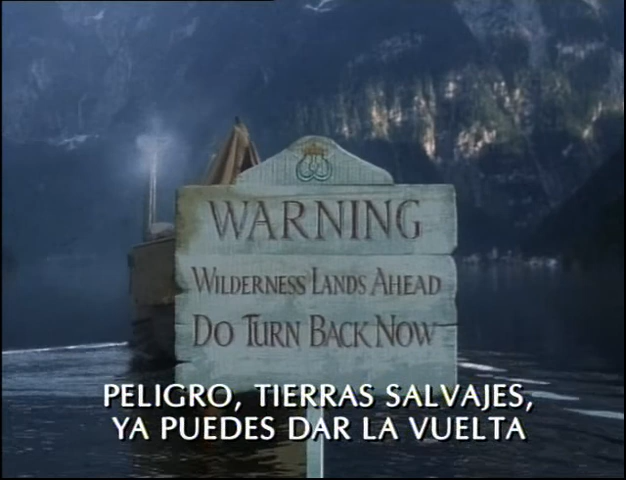 WARNING
WILDERNESS LANDS AHEAD
DO TURN BACK NOW
PELIGRO, TIERRAS SALVAJES,
YA PUEDES DAR LA VUELTA